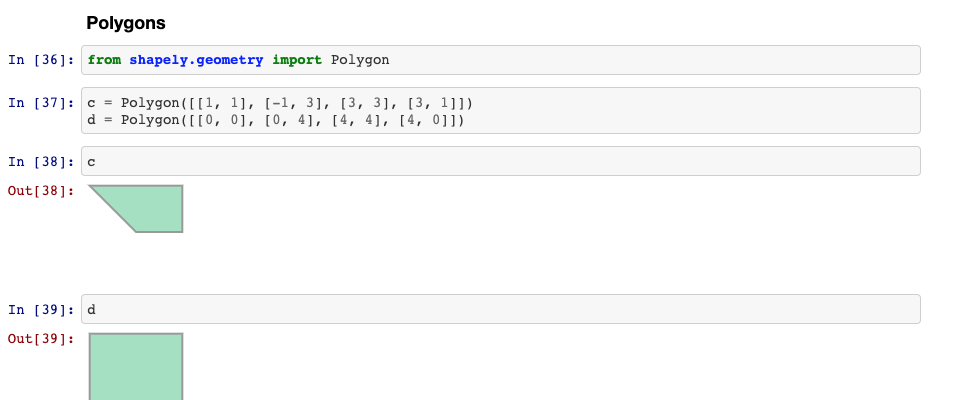 Polygons
In [36]: from shapely.geometry import Polygon
In [37]: c = Polygon([[1, 1], [-1, 3], [3, 3], [3, 1]])
d = Polygon([[0, 0], [0, 4], [4, 4], [4, 0]])
In [38]: c
Out[38]:
In [39]: d
Out[39]: